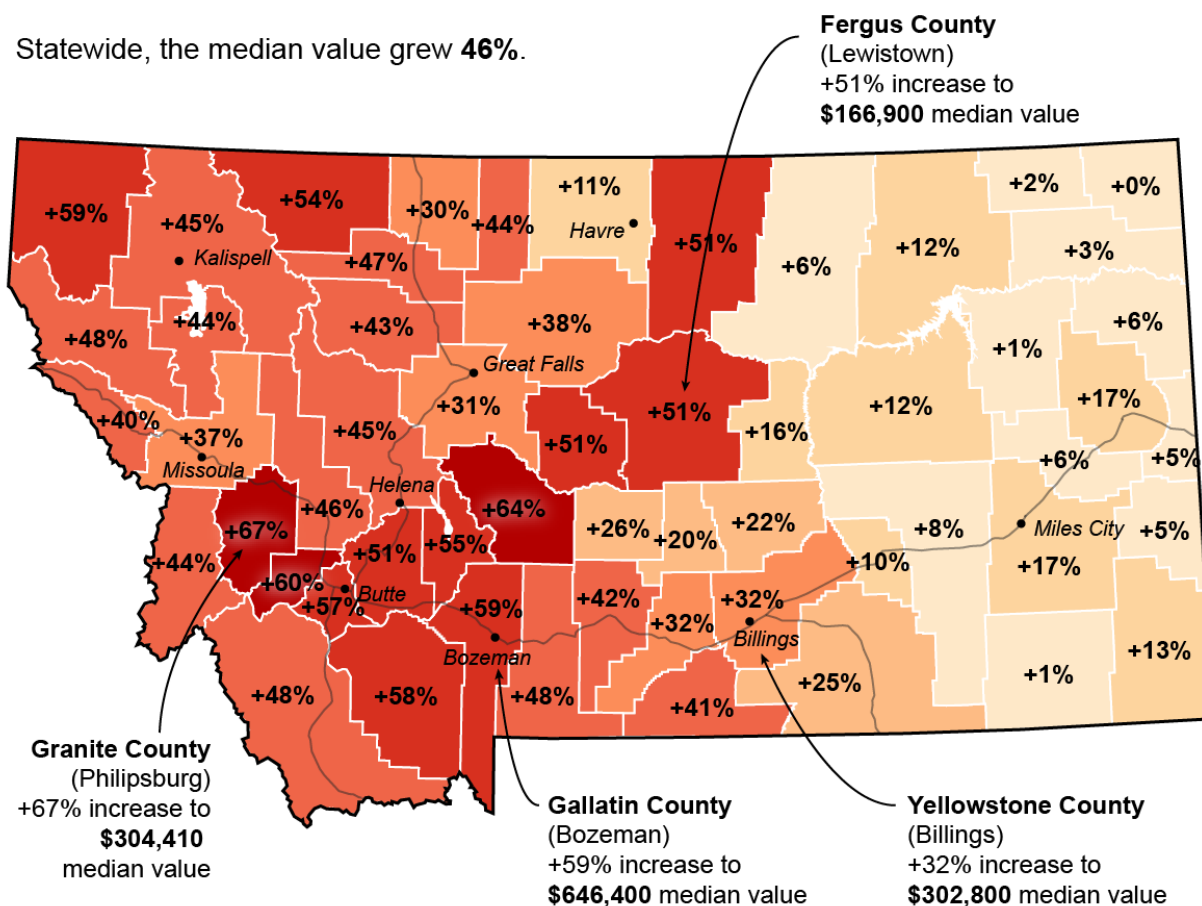 Statewide, the median value grew 46%.
Fergus County
(Lewistown)
+51% increase to
$166,900 median value
+59%
+45%
Kalispell
+54%
+30%
+44%
+11%
Havre
+51%
+6%
+12%
+2%
+0%
+3%
+47%
+48%
+44%
+43%
+38%
Great Falls
+31%
+51%
+51%
+16%
+12%
+1%
+6%
+17%
+6%
+5%
+40%
+37%
Missoula
+45%
Helena
+46%
+67%
+44%
+60%
+57%
Butte
+51%
+55%
+64%
+26%
+20%
+22%
+8%
+10%
Miles City
+17%
+5%
+59%
Bozeman
+42%
+32%
+32%
Billings
+48%
+58%
+48%
+41%
+25%
+1%
+13%
Granite County
(Philipsburg)
+67% increase to
$304,410
median value
Gallatin County
(Bozeman)
+59% increase to
$646,400 median value
Yellowstone County
(Billings)
+32% increase to
$302,800 median value